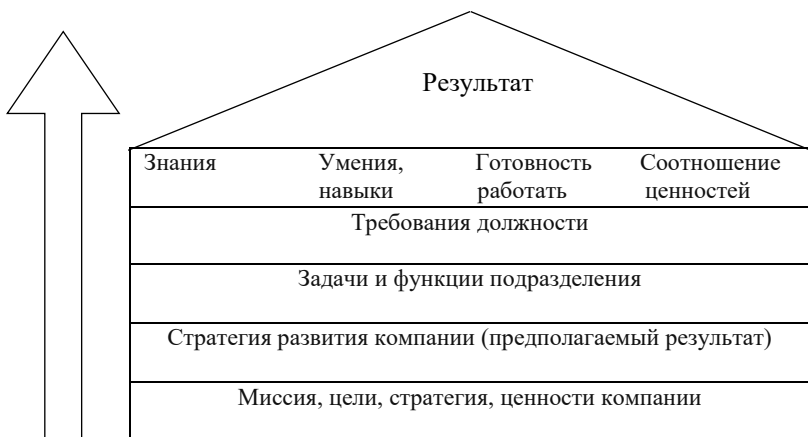 Результат
Знания Умения, Готовность Соотношение
навыки работать ценностей
Требования должности
Задачи и функции подразделения
Стратегия развития компании (предполагаемый результат)
Миссия, цели, стратегия, ценности компании